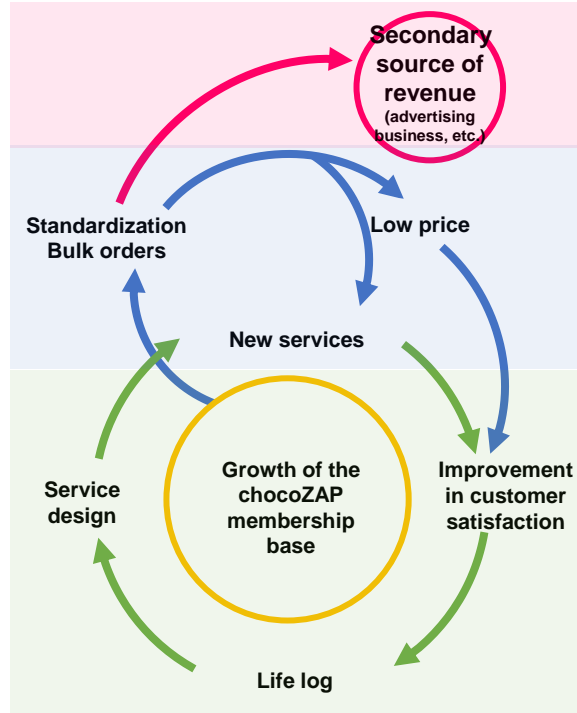 Secondary
source of
revenue
(advertising
business, etc.)
Standardization
Bulk orders
Low price
New services
Growth of the
chocoZAP
membership
base
Service
design
Improvement
in customer
satisfaction
Life log